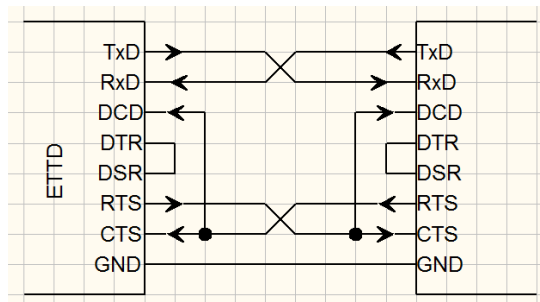 TxD TxD
RxD RxD
DCD DCD
DTR DTR
DSR DSR
RTS RTS
CTS CTS
GND GND
ETTD